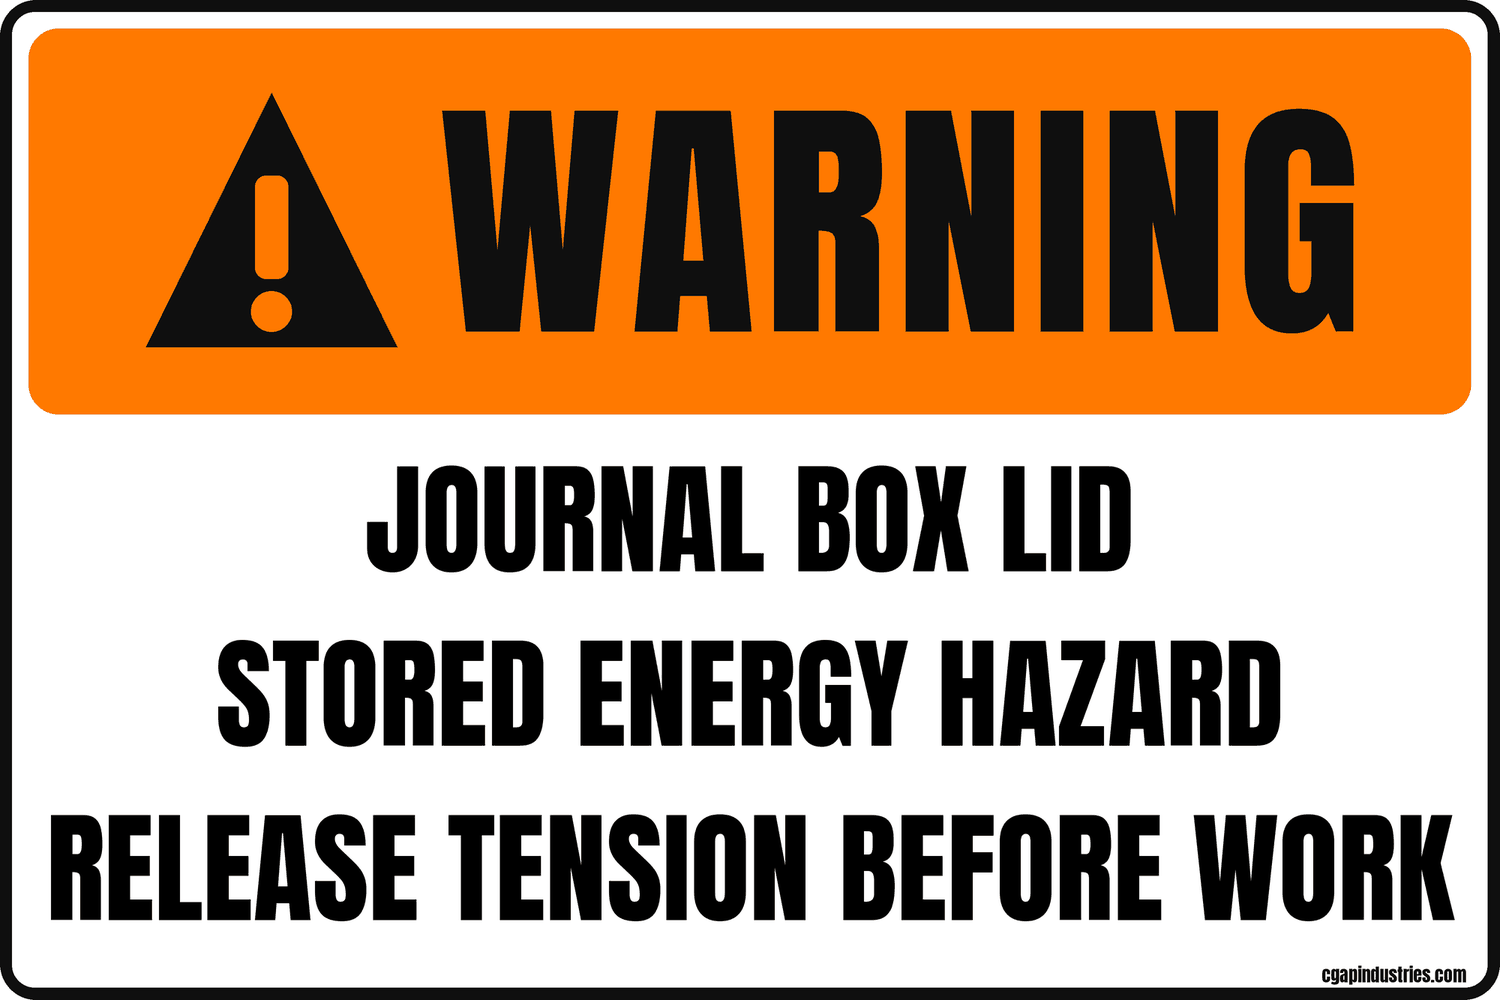 WARNING
JOURNAL BOX LID
STORED ENERGY HAZARD
RELEASE TENSION BEFORE WORK
cgapindustries.com